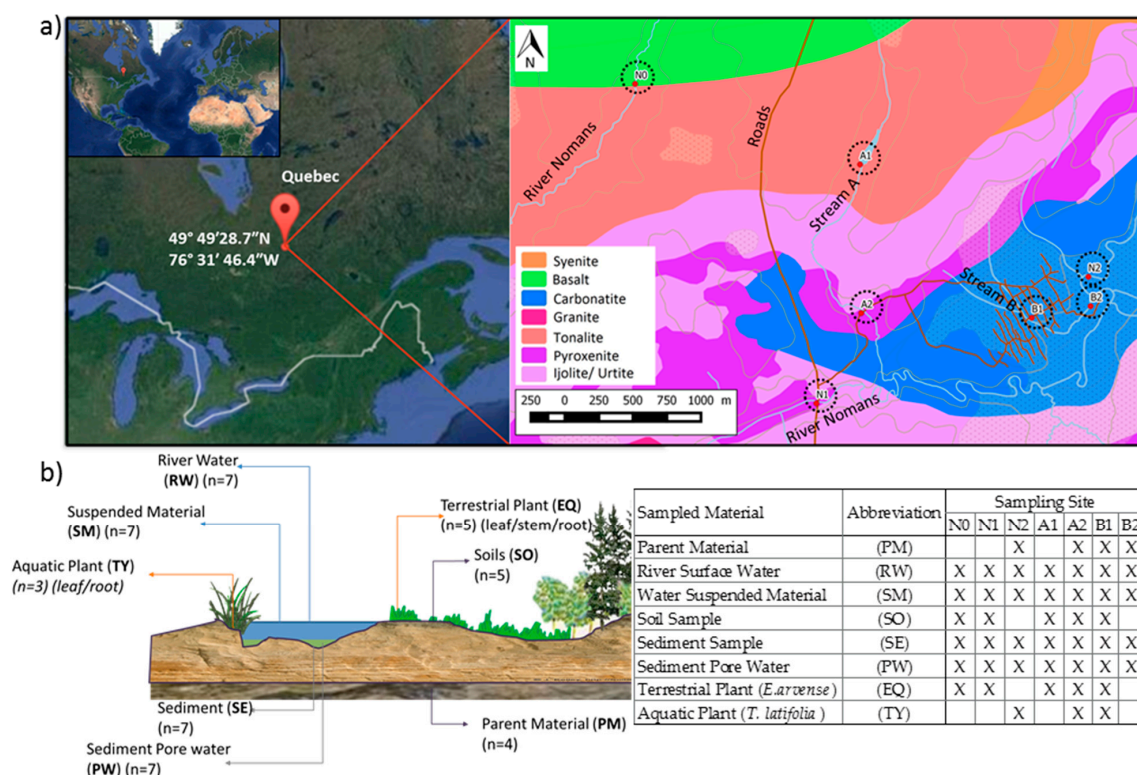 a)
Quebec
49° 49'28.7"N
76° 31' 46.4"W
N
River Nomans
Roads
Stream A
Stream B
River Nomans
N0
A1
N2
A2
B1
B2
N1
Syenite
Basalt
Carbonatite
Granite
Tonalite
Pyroxenite
Ijolite/ Urtite
250 0 250 500 750 1000 m
b)
River Water
(RW) (n=7)
Suspended Material
(SM) (n=7)
Aquatic Plant (TY)
(n=3) (leaf/root)
Terrestrial Plant (EQ)
(n=5) (leaf/stem/root)
Soils (SO)
(n=5)
Sediment (SE)
(n=7)
Sediment Pore water
(PW) (n=7)
Parent Material (PM)
(n=4)
Sampled Material Abbreviation Sampling Site
N0 N1 N2 A1 A2 B1 B2
Parent Material (PM) X X X X
River Surface Water (RW) X X X X X X X
Water Suspended Material (SM) X X X X X X X
Soil Sample (SO) X X X X X
Sediment Sample (SE) X X X X X X X
Sediment Pore Water (PW) X X X X X X X
Terrestrial Plant (E.arvense) (EQ) X X X X X
Aquatic Plant (T. latifolia ) (TY) X X X